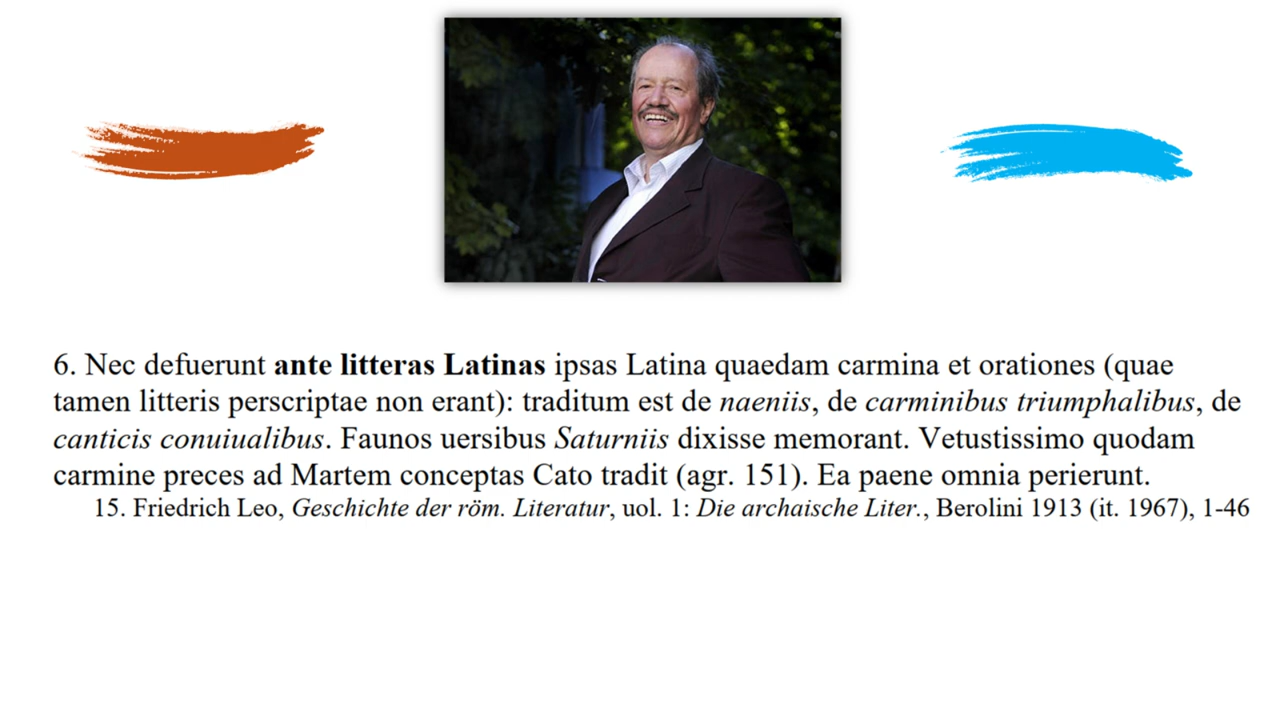 6. Nec defuerunt ante litteras Latinas ipsas Latina quaedam carmina et orationes (quae
tamen litteris perscriptae non erant): traditum est de naeniis, de carminibus triumphalibus, de
canticis conuiualibus. Faunos uersibus Saturniis dixisse memorant. Vetustissimo quodam
carmine preces ad Martem conceptas Cato tradit (agr. 151). Ea paene omnia perierunt.
15. Friedrich Leo, Geschichte der röm. Literatur, uol. 1: Die archaische Liter., Berolini 1913 (it. 1967), 1-46